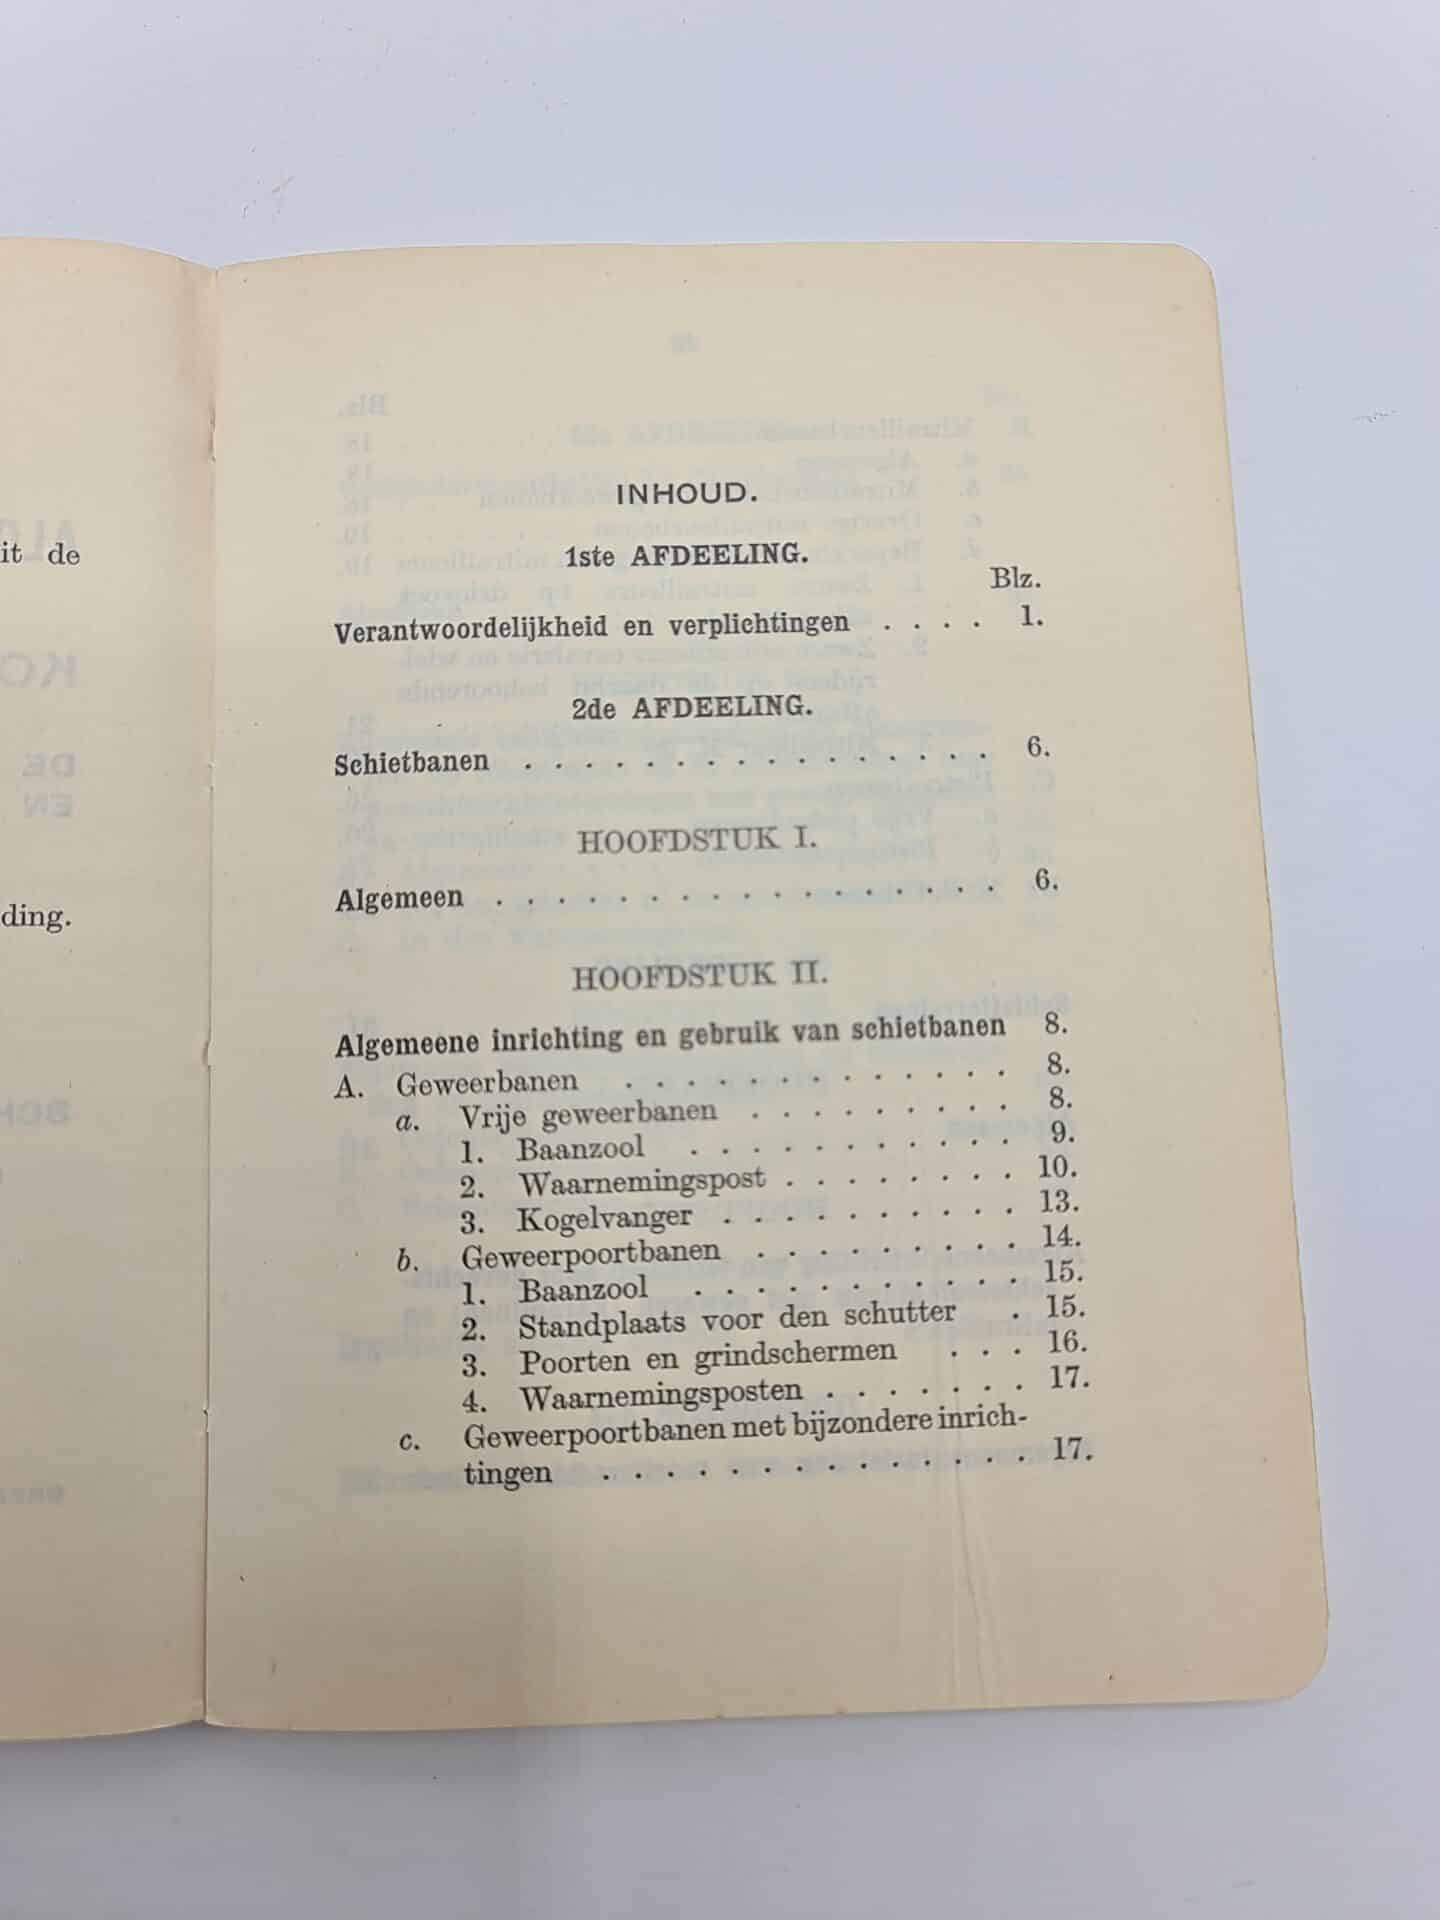 it de
ding.
INHOUD.
1ste AFDEELING.
Blz.
Verantwoordelijkheid en verplichtingen . . . . 1.
2de AFDEELING.
Schietbanen . . . . . . . . . . . . . . . . 6.
HOOFDSTUK I.
Algemeen . . . . . . . . . . . . . . . . . 6.
HOOFDSTUK II.
Algemeene inrichting en gebruik van schietbanen 8.
A. Geweerbanen . . . . . . . . . . . . . 8.
a. Vrije geweerbanen . . . . . . . . . 8.
1. Baanzool . . . . . . . . . . . 9.
2. Waarnemingspost . . . . . . . . 10.
3. Kogelvanger . . . . . . . . . . 13.
b. Geweerpoortbanen . . . . . . . . . 14.
1. Baanzool . . . . . . . . . . . 15.
2. Standplaats voor den schutter . 15.
3. Poorten en grindschermen . . . 16.
4. Waarnemingsposten . . . . . . . 17.
c. Geweerpoortbanen met bijzondere inrich-
tingen . . . . . . . . . . . . . . 17.